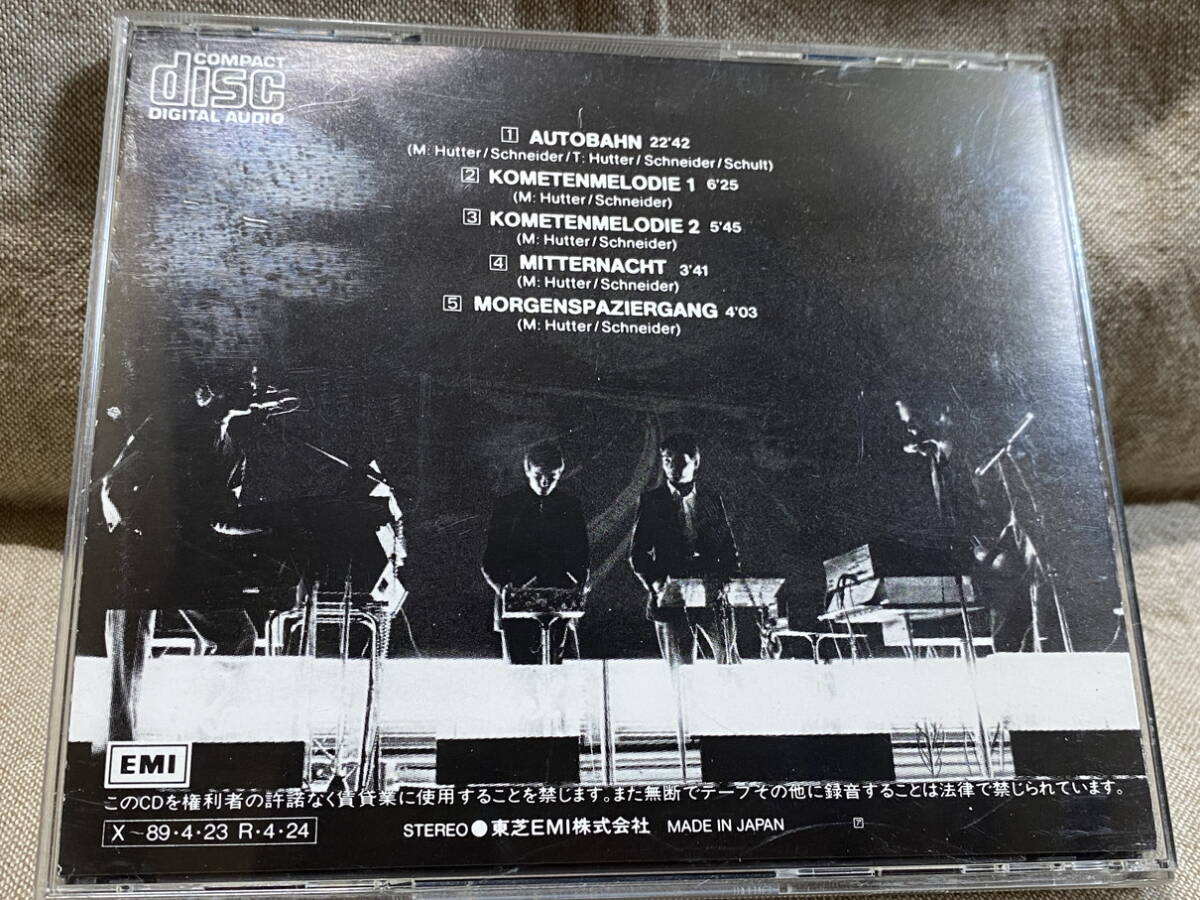 COMPACT
disc
DIGITAL AUDIO
1 AUTOBAHN 22'42
(M: Hutter/Schneider/T: Hutter/Schneider/Schult)
2 KOMETENMELODIE 1 6'25
(M: Hutter/Schneider)
3 KOMETENMELODIE 2 5'45
(M: Hutter/Schneider)
4 MITTERNACHT 3'41
(M: Hutter/Schneider)
5 MORGENSPAZIERGANG 4'03
(M: Hutter/Schneider)
EMI
このCDを権利者の許諾なく賃貸業に使用することを禁じます。また無断でテープその他に録音することは法律で禁じられています。
X~89・4・23 R・4・24
STEREO ● 東芝EMI株式会社 MADE IN JAPAN ア